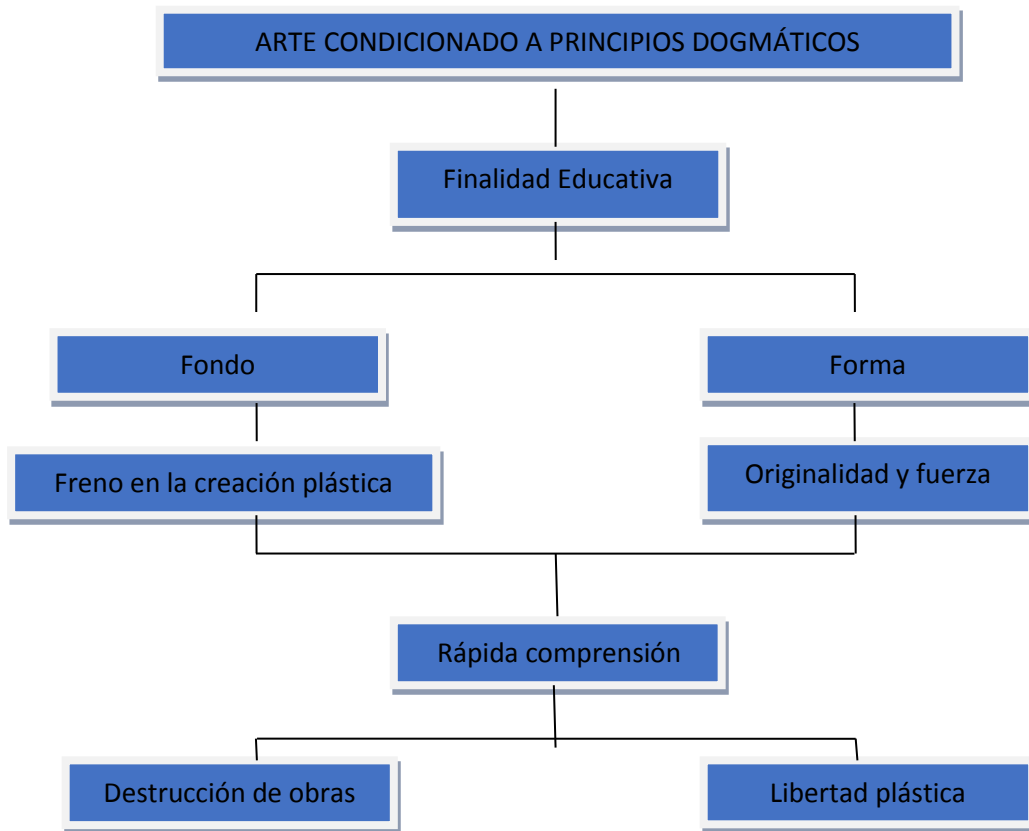 ARTE CONDICIONADO A PRINCIPIOS DOGMÁTICOS
Finalidad Educativa
Fondo
Forma
Freno en la creación plástica
Originalidad y fuerza
Rápida comprensión
Destrucción de obras
Libertad plástica